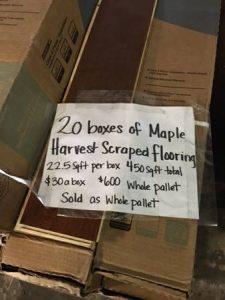 20 boxes of Maple
Harvest Scraped flooring
22.5 Sqft per box 450 Sqft total
$30 a box $600 Whole pallet
Sold as Whole pallet